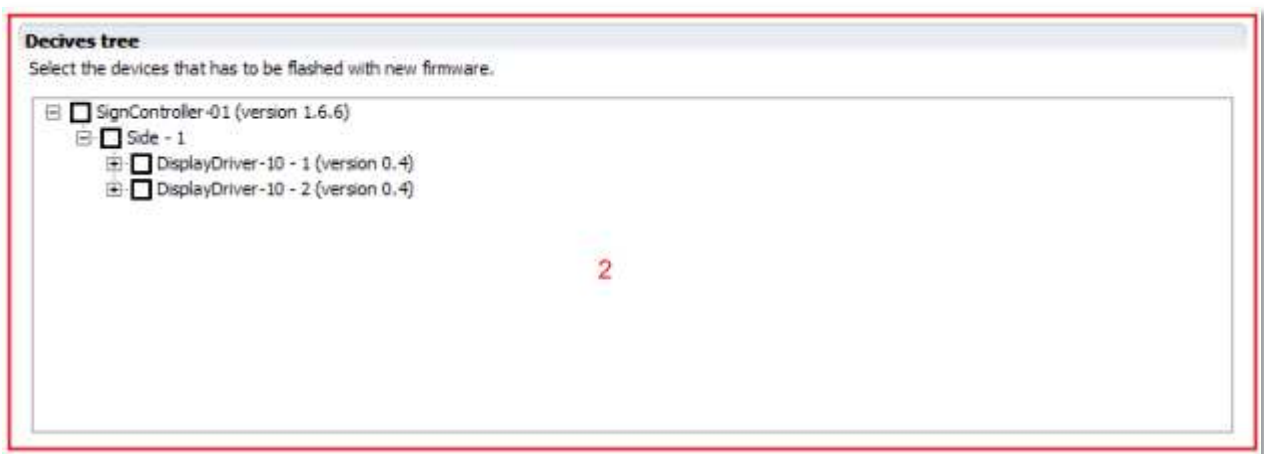 Decives tree
Select the devices that has to be flashed with new firmware.
SignController-01 (version 1.6.6)
Side - 1
DisplayDriver-10 - 1 (version 0.4)
DisplayDriver-10 - 2 (version 0.4)
2